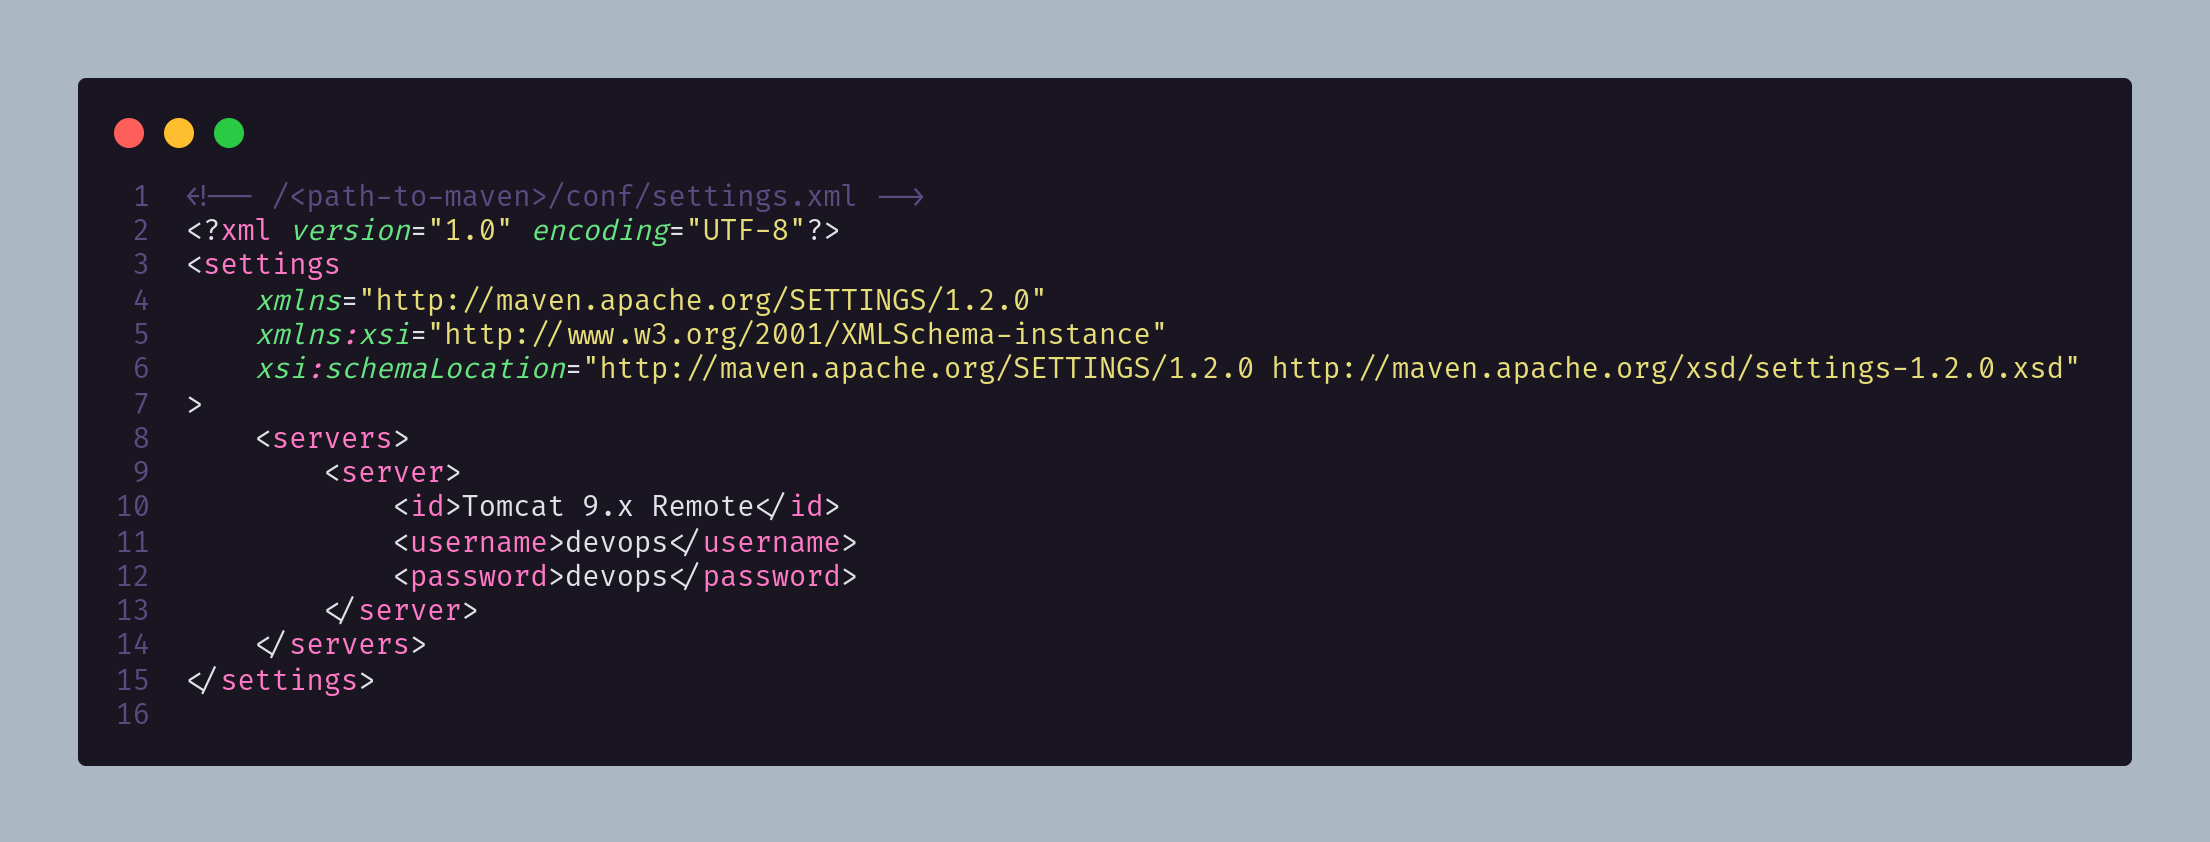 1 <!-- /<path-to-maven>/conf/settings.xml -->
2 <?xml version="1.0" encoding="UTF-8"?>
3 <settings
4     xmlns="http://maven.apache.org/SETTINGS/1.2.0"
5     xmlns:xsi="http://www.w3.org/2001/XMLSchema-instance"
6     xsi:schemaLocation="http://maven.apache.org/SETTINGS/1.2.0 http://maven.apache.org/xsd/settings-1.2.0.xsd"
7 >
8     <servers>
9         <server>
10             <id>Tomcat 9.x Remote</id>
11             <username>devops</username>
12             <password>devops</password>
13         </server>
14     </servers>
15 </settings>
16